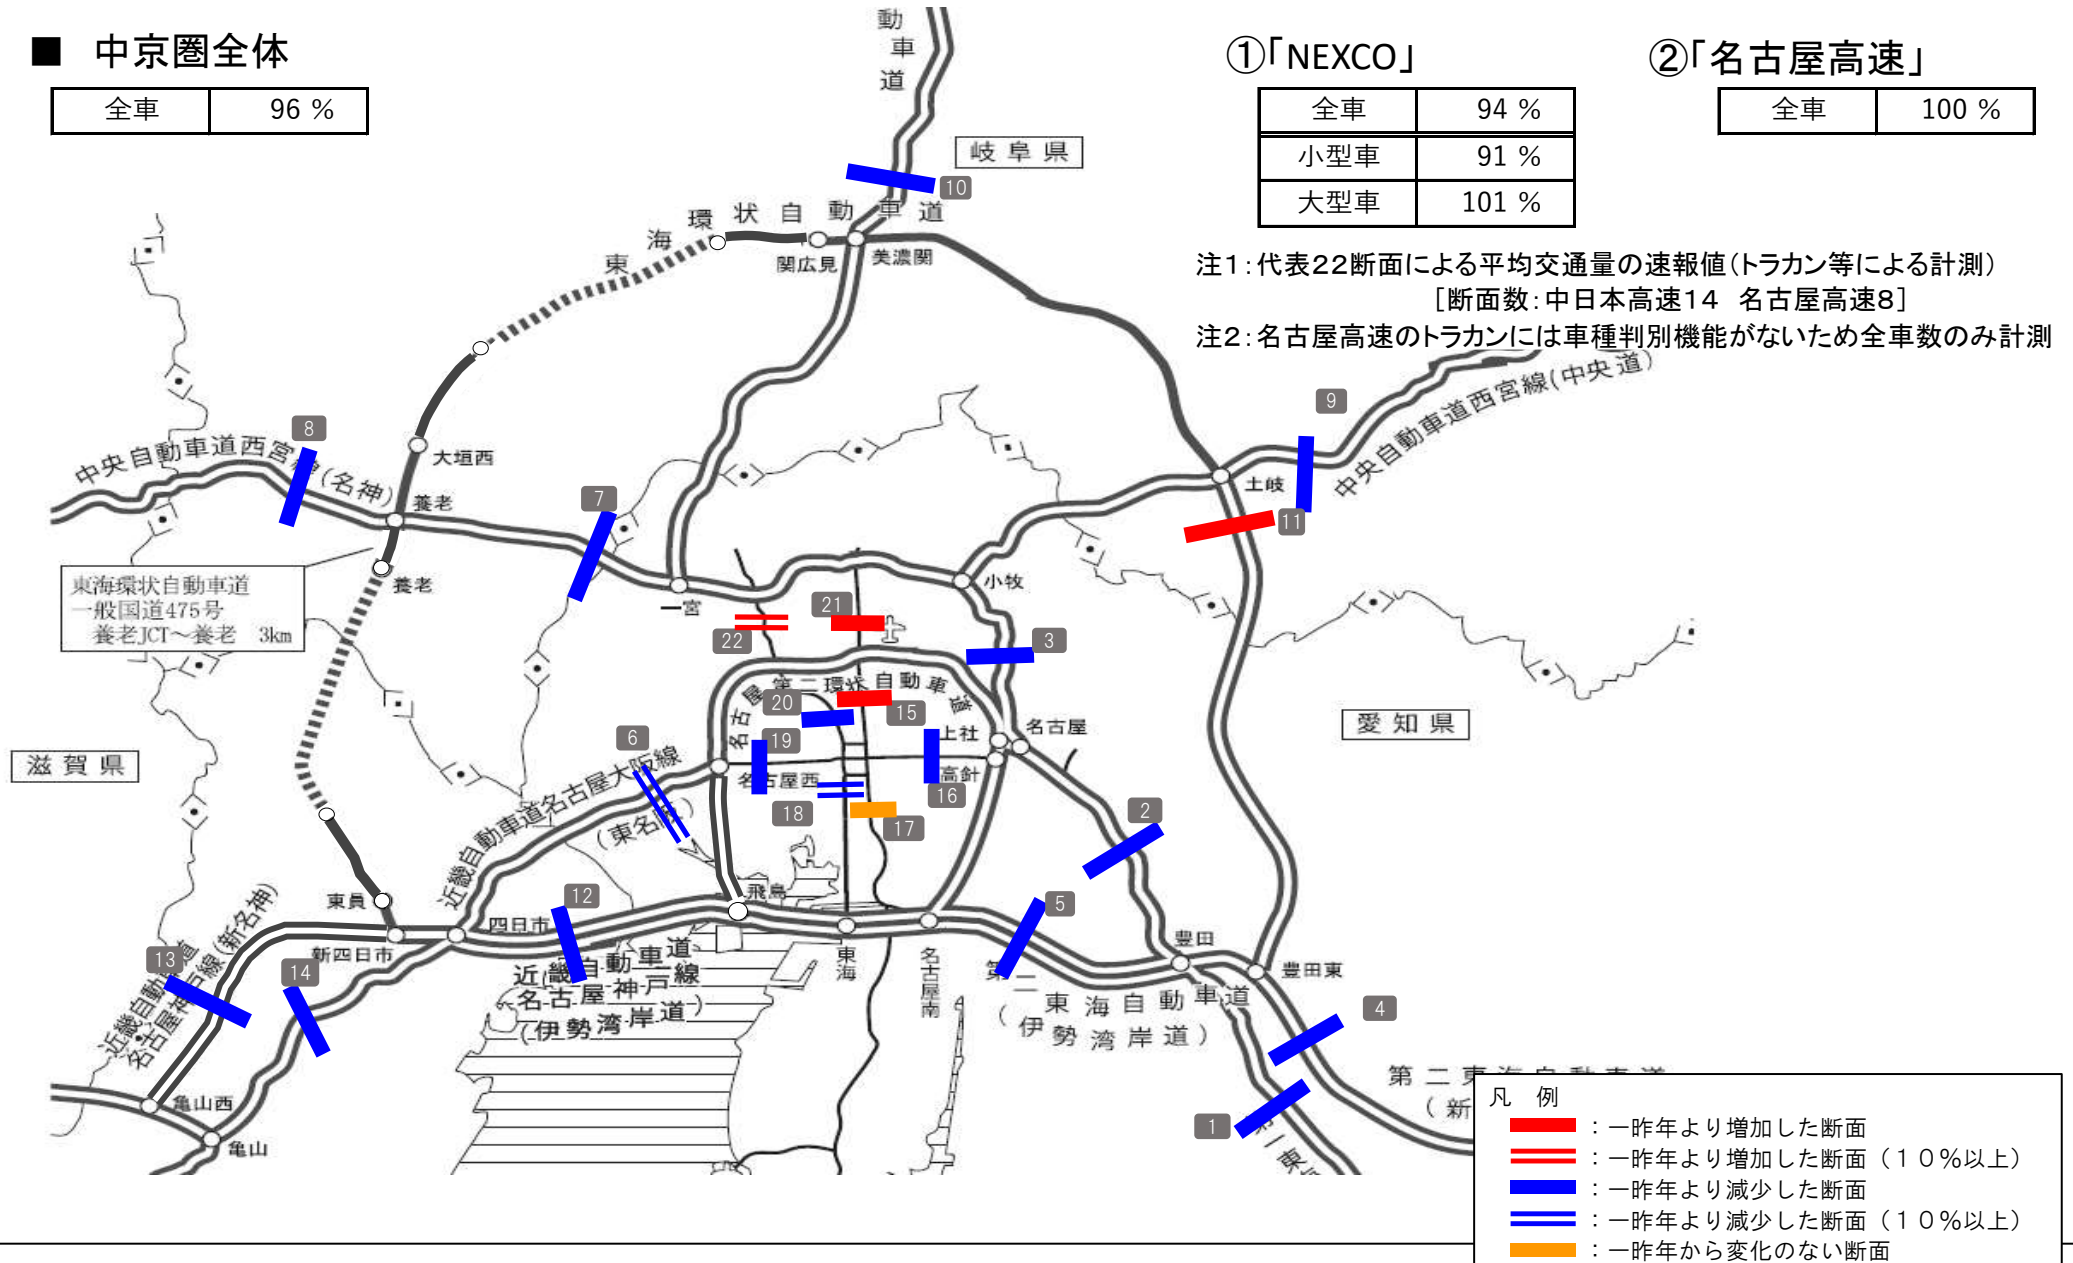 ■　中京圏全体
全車　96 %
①「NEXCO」
全車　94 %
小型車　91 %
大型車　101 %
②「名古屋高速」
全車　100 %
注1：代表22断面による平均交通量の速報値（トラカン等による計測）
［断面数：中日本高速14　名古屋高速8］
注2：名古屋高速のトラカンには車種判別機能がないため全車数のみ計測
動車道
岐阜県
10
東海環状自動車道
関広見
美濃関
9
中央自動車道西宮線(中央道)
8
中央自動車道西宮線(名神)
大垣西
養老
7
土岐
11
東海環状自動車道
一般国道475号
養老JCT～養老　3km
養老
一宮
小牧
21
22
3
名古屋第二環状自動車道
20
15
19
上社
名古屋
愛知県
滋賀県
6
近畿自動車道名古屋大阪線
(東名阪)
名古屋西
高針
16
18
17
2
東員
12
飛島
5
四日市
新四日市
13
14
近畿自動車道
名古屋神戸線(新名神)
近畿自動車道
名古屋神戸線
(伊勢湾岸道)
東海
名古屋南
豊田
豊田東
第二東海自動車道
(伊勢湾岸道)
4
亀山西
亀山
1
第一東
第二東海自動車道
(新
凡　例
：一昨年より増加した断面
：一昨年より増加した断面（１０％以上）
：一昨年より減少した断面
：一昨年より減少した断面（１０％以上）
：一昨年から変化のない断面